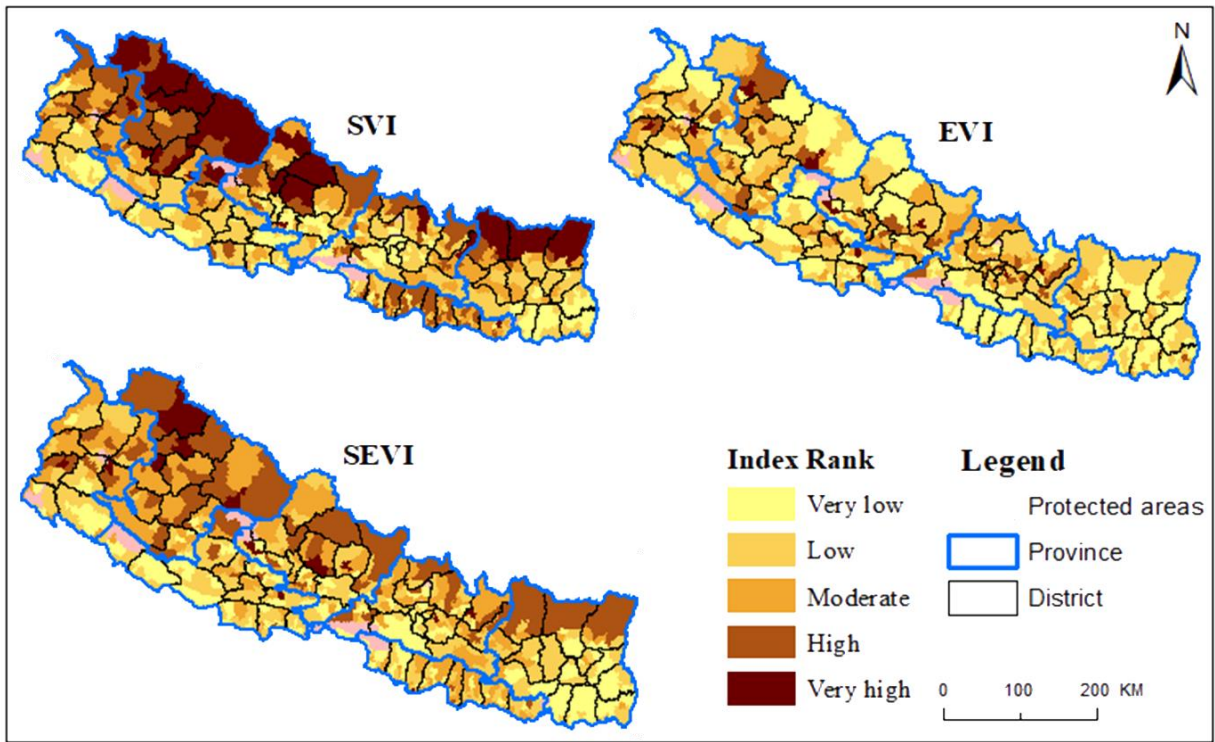 N
SVI
EVI
SEVI
Index Rank
Very low
Low
Moderate
High
Very high
Legend
Protected areas
Province
District
0 100 200 KM